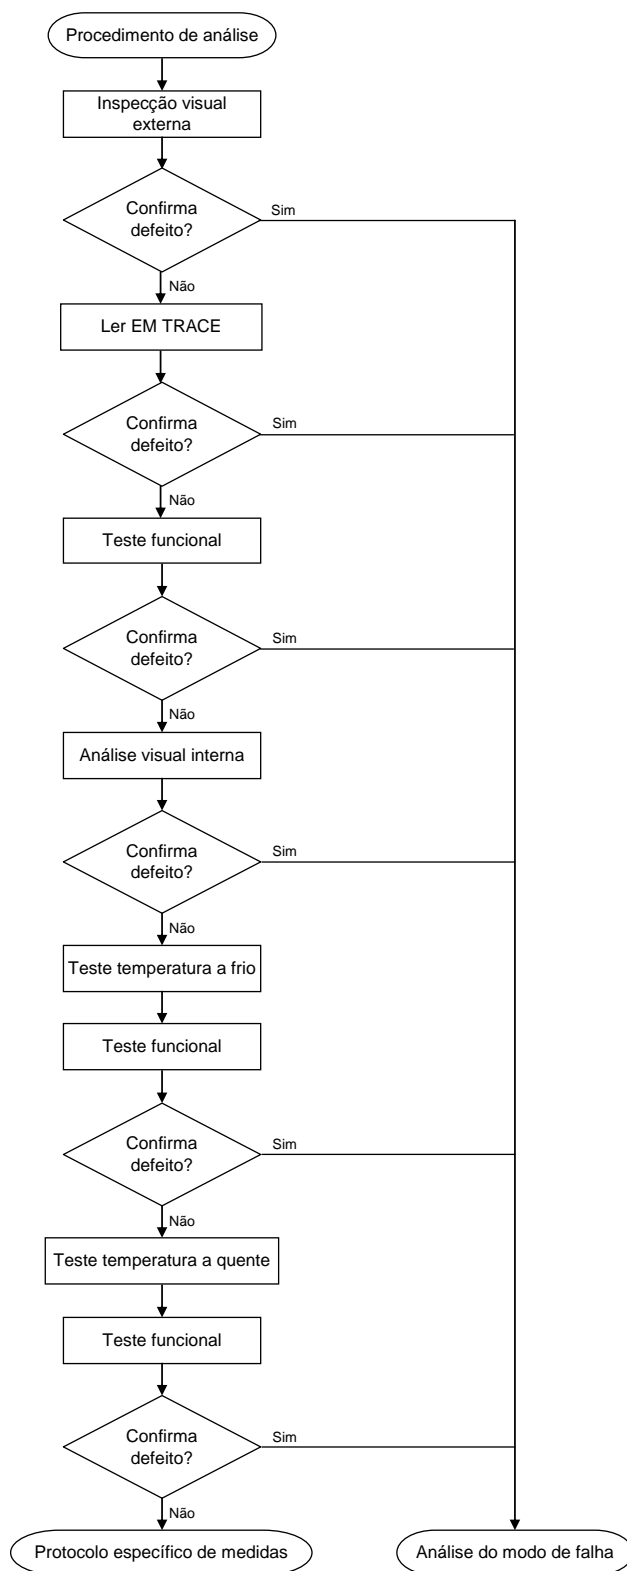 Procedimento de análise
Inspecção visual
externa
Confirma
defeito?
Sim
Não
Ler EM TRACE
Confirma
defeito?
Sim
Não
Teste funcional
Confirma
defeito?
Sim
Não
Análise visual interna
Confirma
defeito?
Sim
Não
Teste temperatura a frio
Teste funcional
Confirma
defeito?
Sim
Não
Teste temperatura a quente
Teste funcional
Confirma
defeito?
Sim
Não
Protocolo específico de medidas
Análise do modo de falha